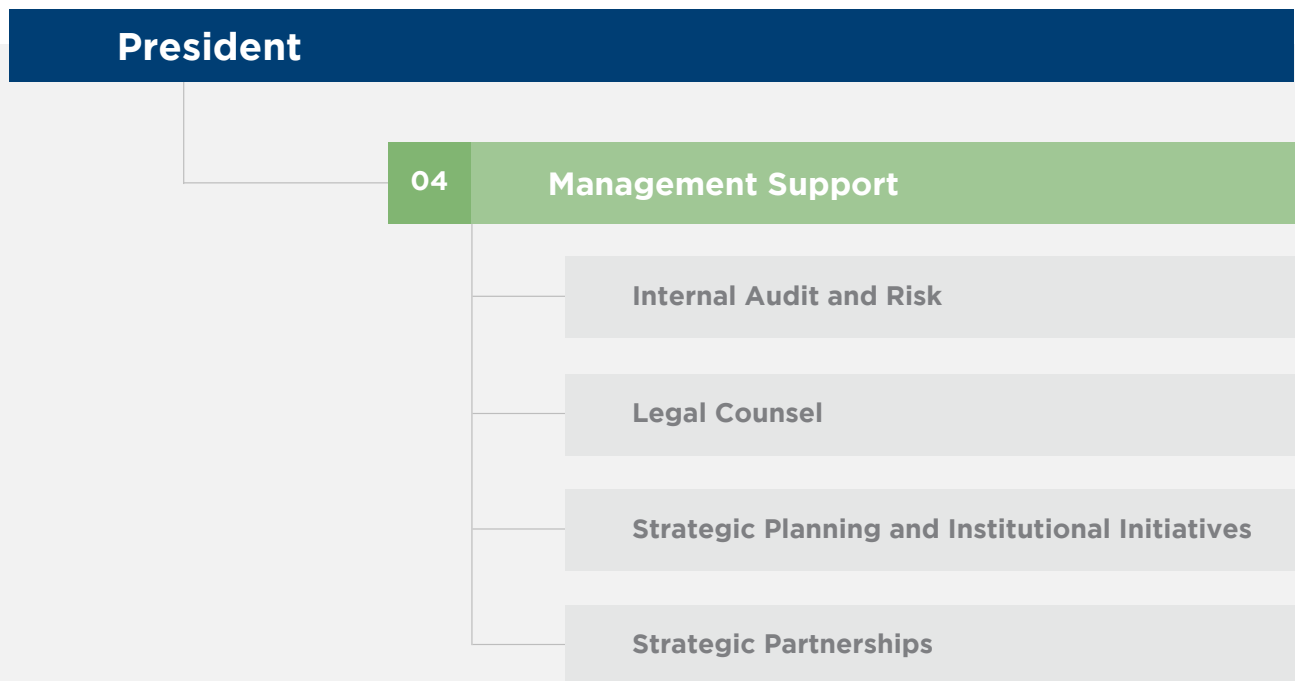 President
04 Management Support
Internal Audit and Risk
Legal Counsel
Strategic Planning and Institutional Initiatives
Strategic Partnerships